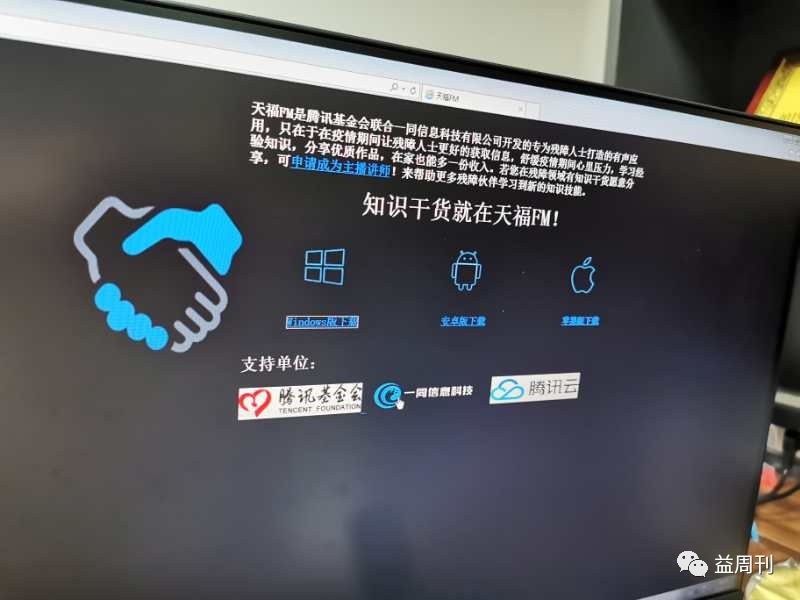 天福FM
天福FM是腾讯基金会联合一同信息科技有限公司开发的专为残障人士打造的有声应
用，只在于在疫情期间让残障人士更好的获取信息，舒缓疫情期间心里压力，学习经
验知识，分享优质作品，在家也能多一份收入。若您在残障领域有知识干货愿意分
享，可申请成为主播讲师！来帮助更多残障伙伴学习到新的知识技能。
知识干货就在天福FM！
Windows版下载
安卓版下载
苹果版下载
支持单位：
腾讯基金会
TENCENT FOUNDATION
一同信息科技
腾讯云
益周刊